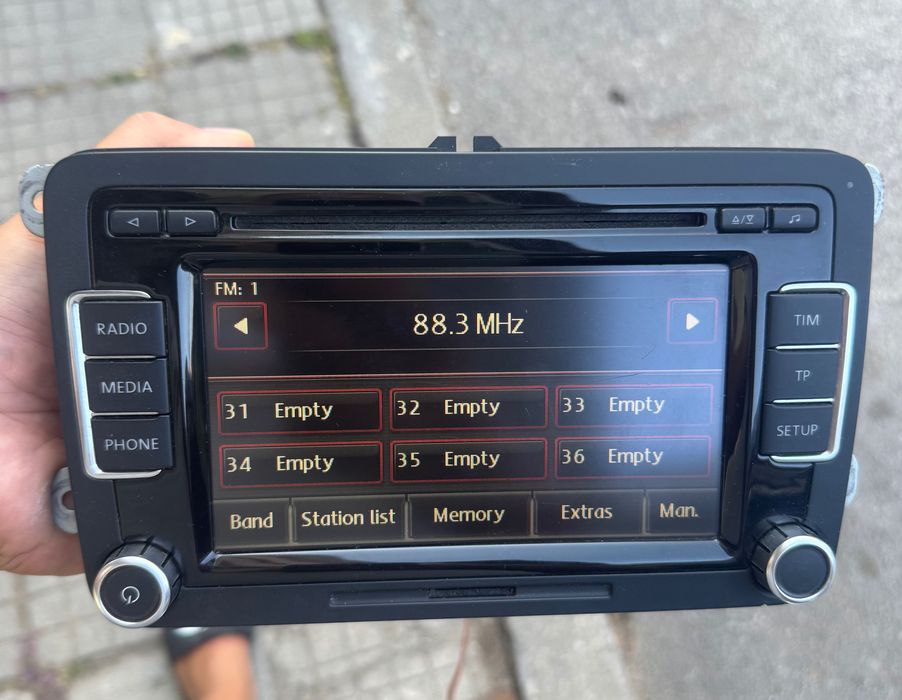 FM: 1
88.3 MHz
RADIO
TIM
MEDIA
TP
PHONE
SETUP
31 Empty
32 Empty
33 Empty
34 Empty
35 Empty
36 Empty
Band
Station list
Memory
Extras
Man.